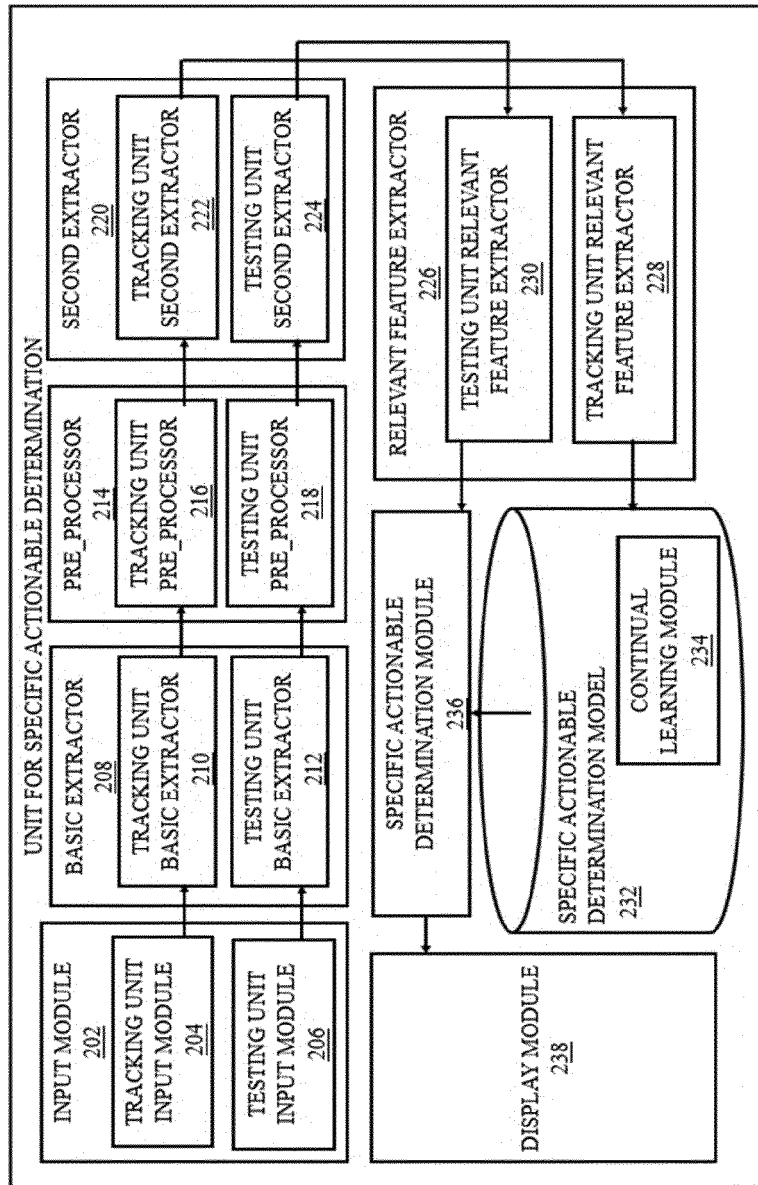 UNIT FOR SPECIFIC ACTIONABLE DETERMINATION
INPUT MODULE
202
TRACKING UNIT
INPUT MODULE
204
TESTING UNIT
INPUT MODULE
206
BASIC EXTRACTOR
208
TRACKING UNIT
BASIC EXTRACTOR
210
TESTING UNIT
BASIC EXTRACTOR
212
PRE_PROCESSOR
214
TRACKING UNIT
PRE_PROCESSOR
216
TESTING UNIT
PRE_PROCESSOR
218
SECOND EXTRACTOR
220
TRACKING UNIT
SECOND EXTRACTOR
222
TESTING UNIT
SECOND EXTRACTOR
224
RELEVANT FEATURE EXTRACTOR
226
TESTING UNIT RELEVANT
FEATURE EXTRACTOR
230
TRACKING UNIT RELEVANT
FEATURE EXTRACTOR
228
SPECIFIC ACTIONABLE
DETERMINATION MODULE
236
SPECIFIC ACTIONABLE
DETERMINATION MODEL
232
CONTINUAL
LEARNING MODULE
234
DISPLAY MODULE
238